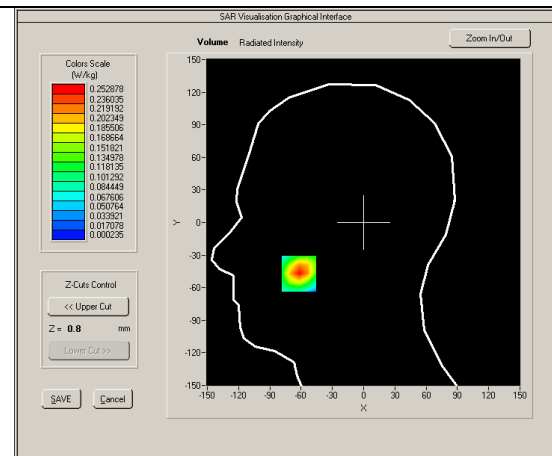 SAR Visualisation Graphical Interface
Volume Radiated Intensity
Zoom In/Out
Colors Scale
(W/kg)
0.252878
0.236035
0.219192
0.202349
0.185506
0.168664
0.151821
0.134978
0.118135
0.101292
0.084449
0.067606
0.050764
0.033921
0.017078
0.000235
Z-Cuts Control
<< Upper Cut
Z = 0.8 mm
Lower Cut >>
SAVE Cancel
150
120
90
60
30
0
-30
-60
-90
-120
-150
Y
-150 -120 -90 -60 -30 0 30 60 90 120 150
X